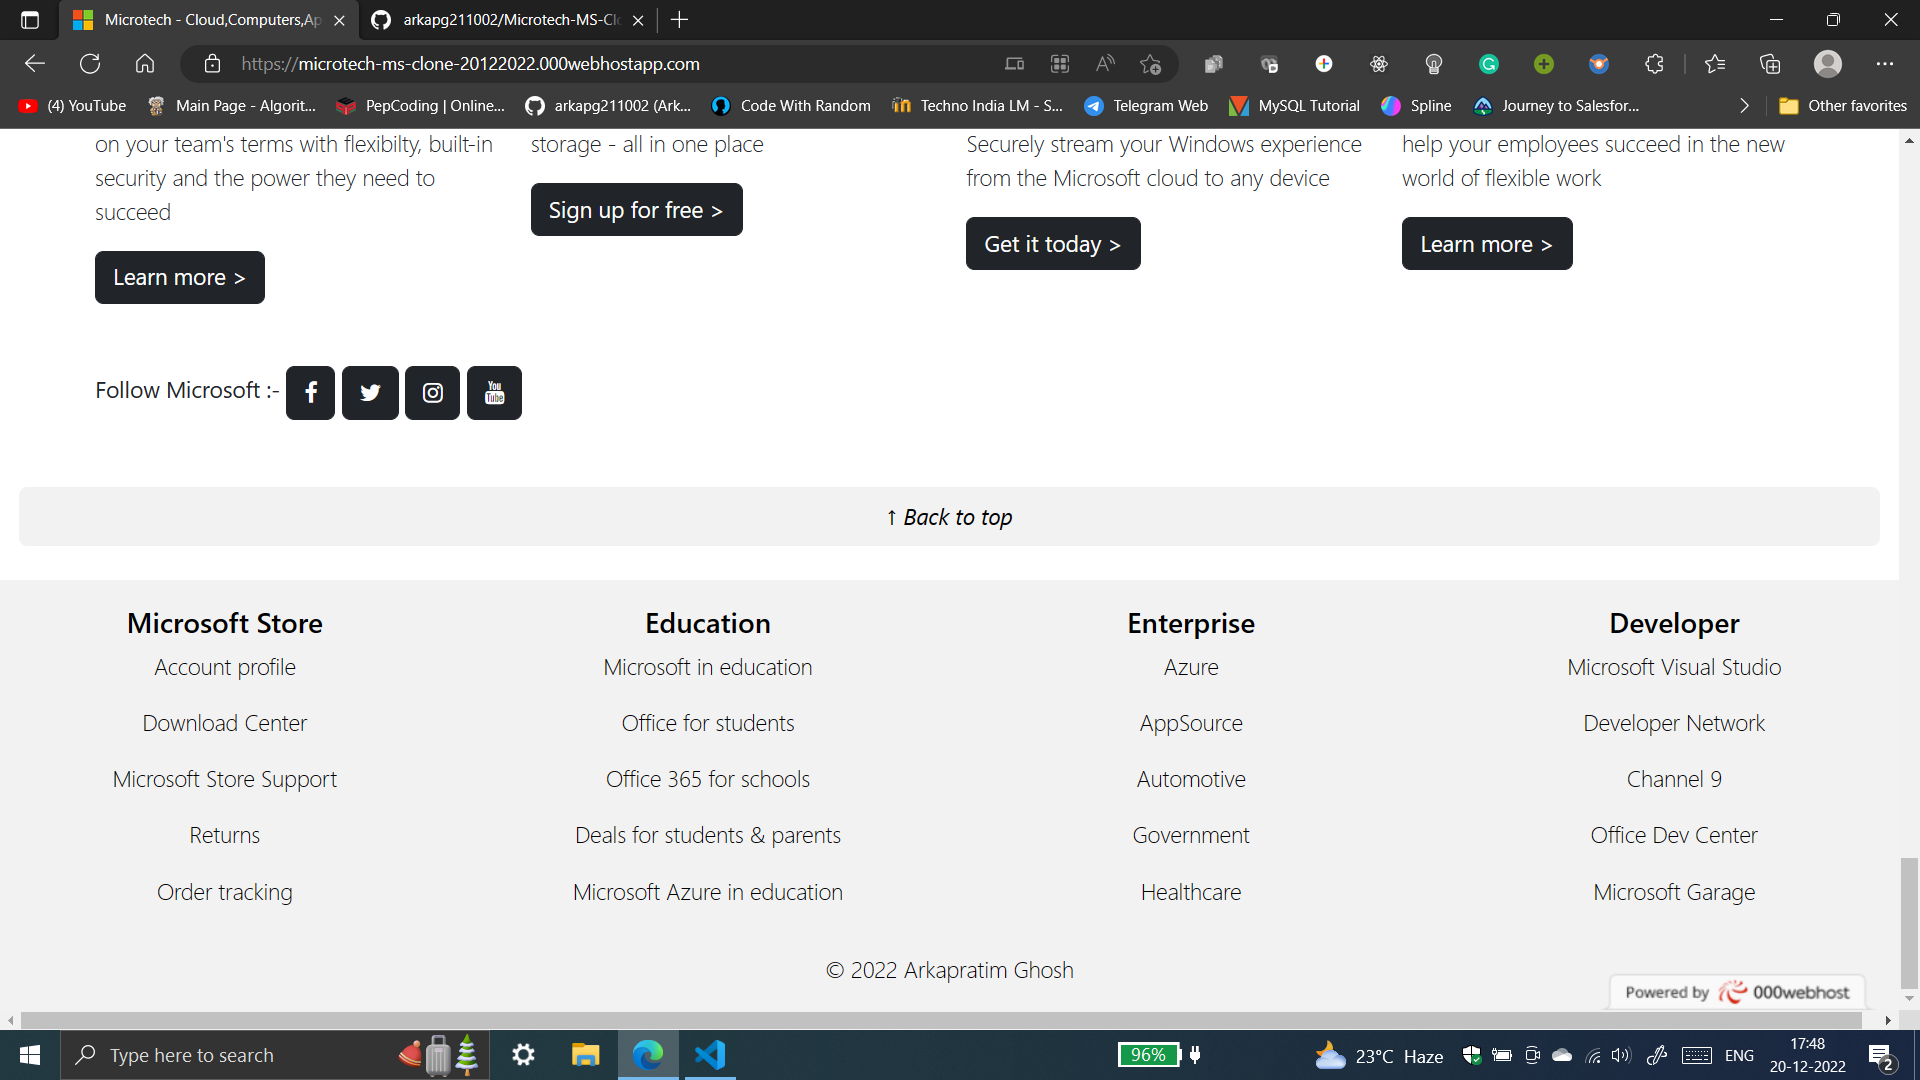 Microtech - Cloud,Computers,Ap
arkapg211002/Microtech-MS-Clo
https://microtech-ms-clone-20122022.000webhostapp.com
(4) YouTube
Main Page - Algorit...
PepCoding | Online...
arkapg211002 (Ark...
Code With Random
Techno India LM - S...
Telegram Web
MySQL Tutorial
Spline
Journey to Salesfor...
Other favorites
on your team's terms with flexibilty, built-in
security and the power they need to
succeed
Learn more >
storage - all in one place
Sign up for free >
Securely stream your Windows experience
from the Microsoft cloud to any device
Get it today >
help your employees succeed in the new
world of flexible work
Learn more >
Follow Microsoft :-
You
Tube
↑ Back to top
Microsoft Store
Account profile
Download Center
Microsoft Store Support
Returns
Order tracking
Education
Microsoft in education
Office for students
Office 365 for schools
Deals for students & parents
Microsoft Azure in education
Enterprise
Azure
AppSource
Automotive
Government
Healthcare
Developer
Microsoft Visual Studio
Developer Network
Channel 9
Office Dev Center
Microsoft Garage
© 2022 Arkapratim Ghosh
Powered by 000webhost
Type here to search
96%
23°C Haze
ENG
17:48
20-12-2022
2